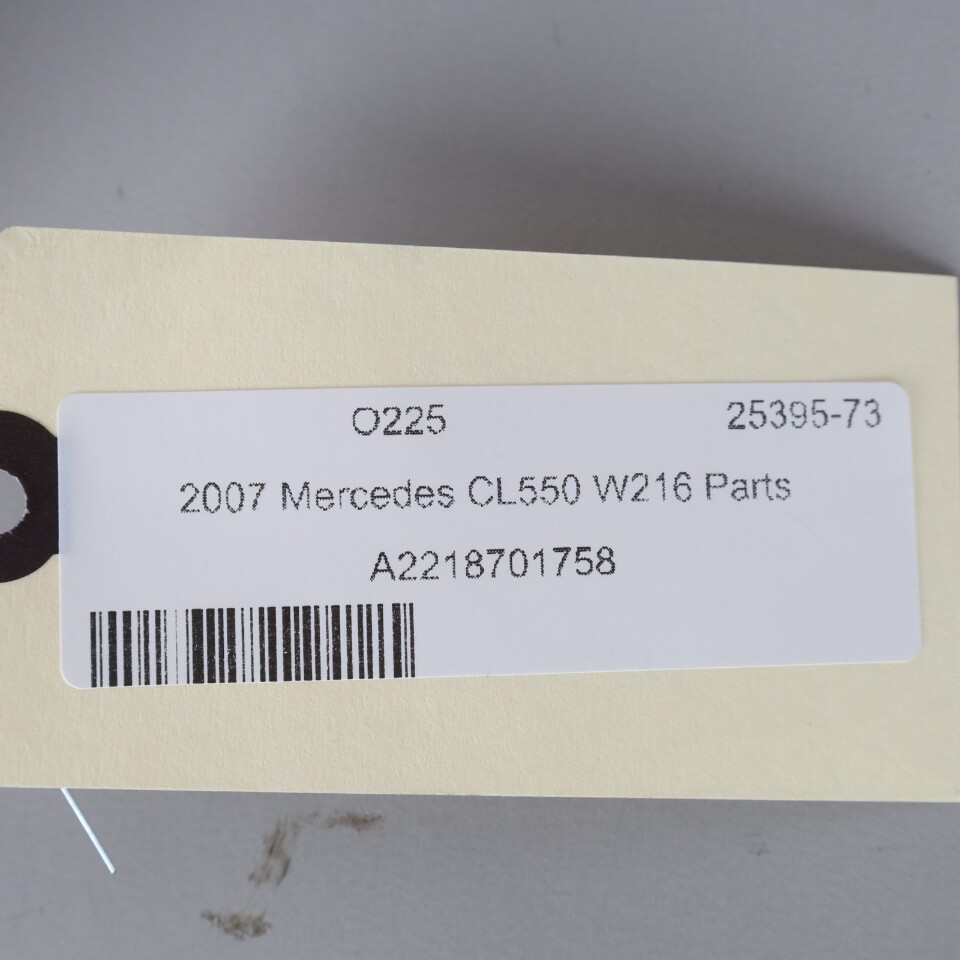 O225 25395-73
2007 Mercedes CL550 W216 Parts
A2218701758